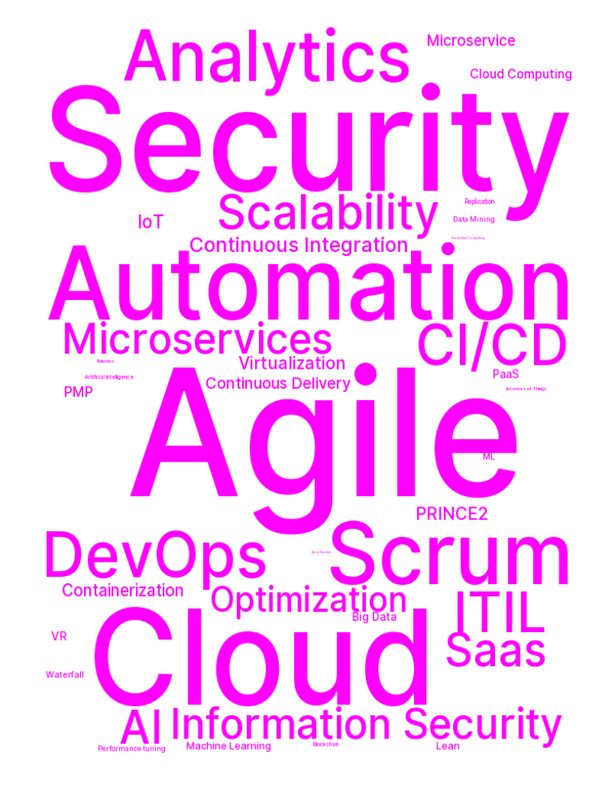 Analytics
Microservice
Cloud Computing
Security
Replication
Scalability
IoT
Data Mining
Continuous Integration
Automation
Microservices
CI/CD
Virtualization
PaaS
Artificial Intelligence
Continuous Delivery
PMP
Internet of Things
Agile
ML
PRINCE2
Scrum
DevOps
Containerization
Optimization
ITIL
Big Data
Cloud
VR
Saas
Waterfall
AI
Information Security
Performance tuning
Machine Learning
Blockchain
Lean